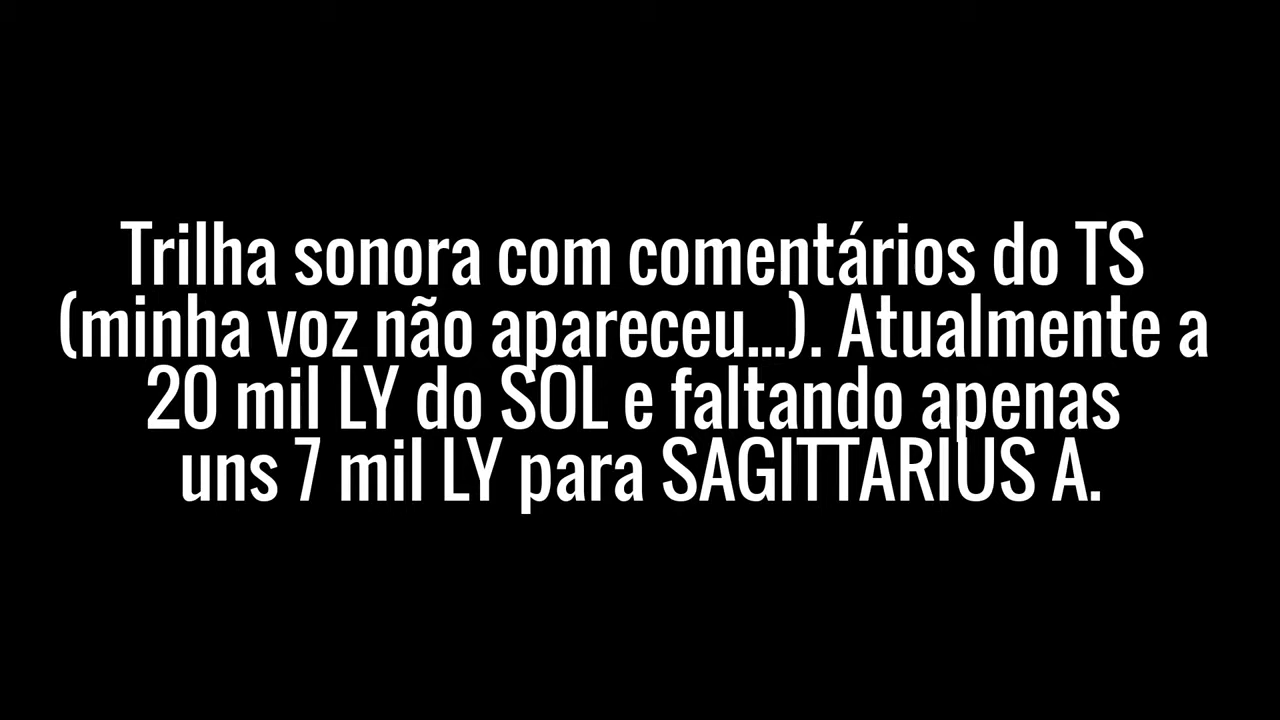 Trilha sonora com comentários do TS
(minha voz não apareceu...). Atualmente a
20 mil LY do SOL e faltando apenas
uns 7 mil LY para SAGITTARIUS A.